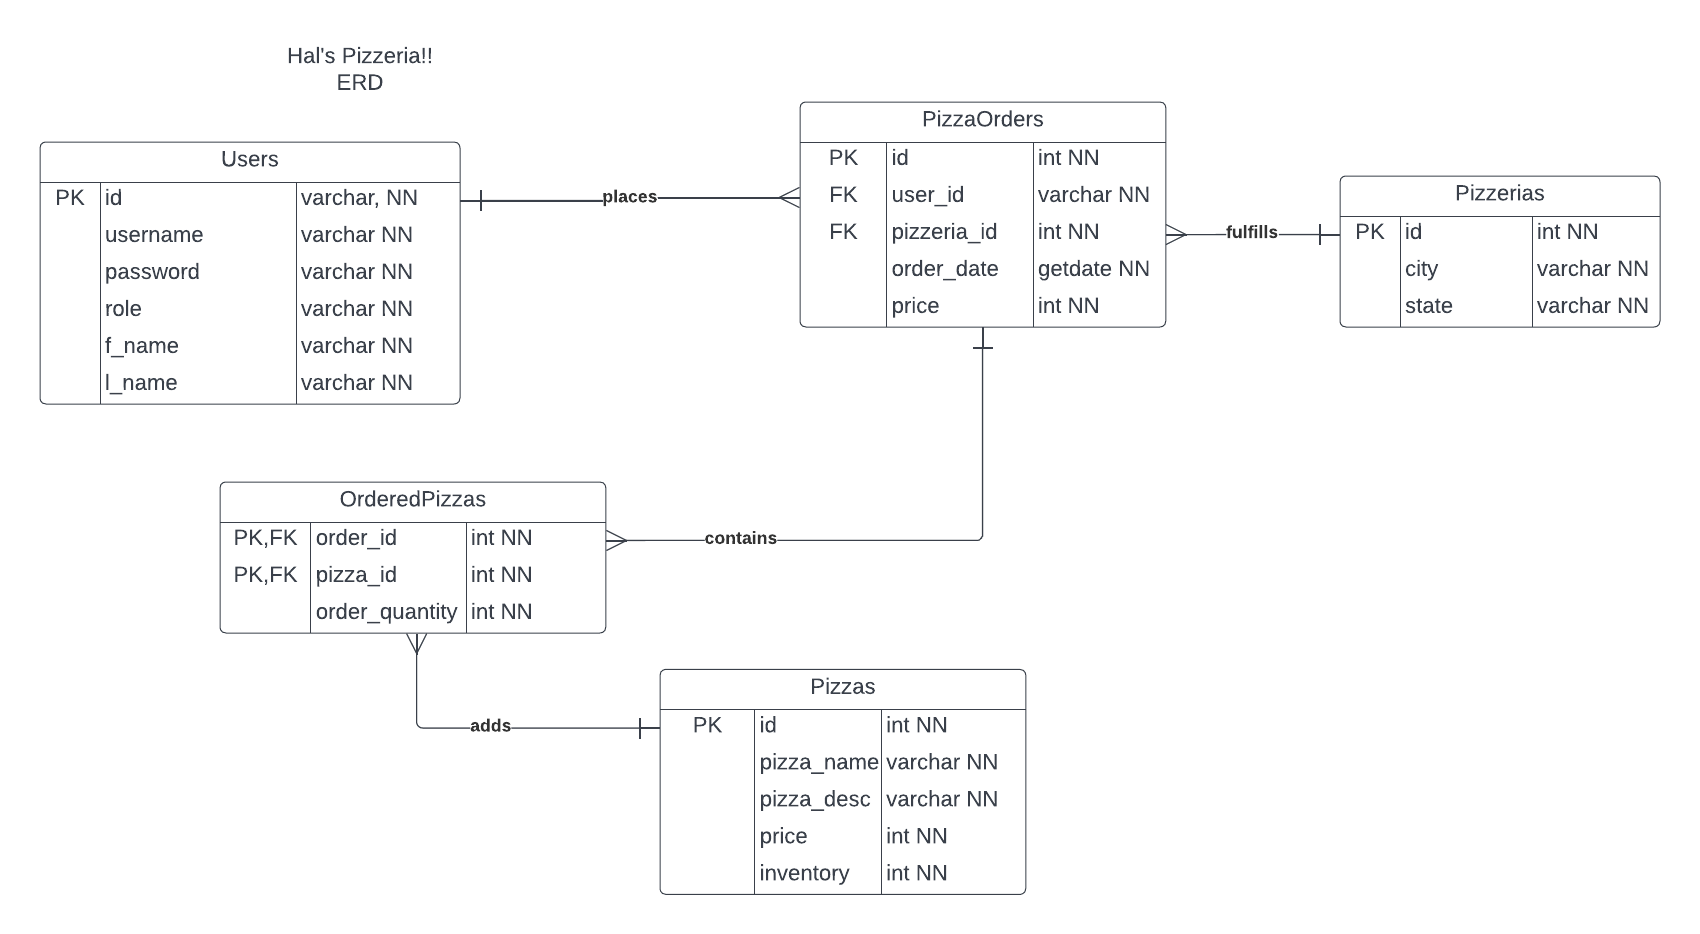 Hal's Pizzeria!!
ERD
Users
PK id varchar, NN
username varchar NN
password varchar NN
role varchar NN
f_name varchar NN
l_name varchar NN
places
PizzaOrders
PK id int NN
FK user_id varchar NN
FK pizzeria_id int NN
order_date getdate NN
price int NN
fulfills
Pizzerias
PK id int NN
city varchar NN
state varchar NN
OrderedPizzas
PK,FK order_id int NN
PK,FK pizza_id int NN
order_quantity int NN
contains
adds
Pizzas
PK id int NN
pizza_name varchar NN
pizza_desc varchar NN
price int NN
inventory int NN